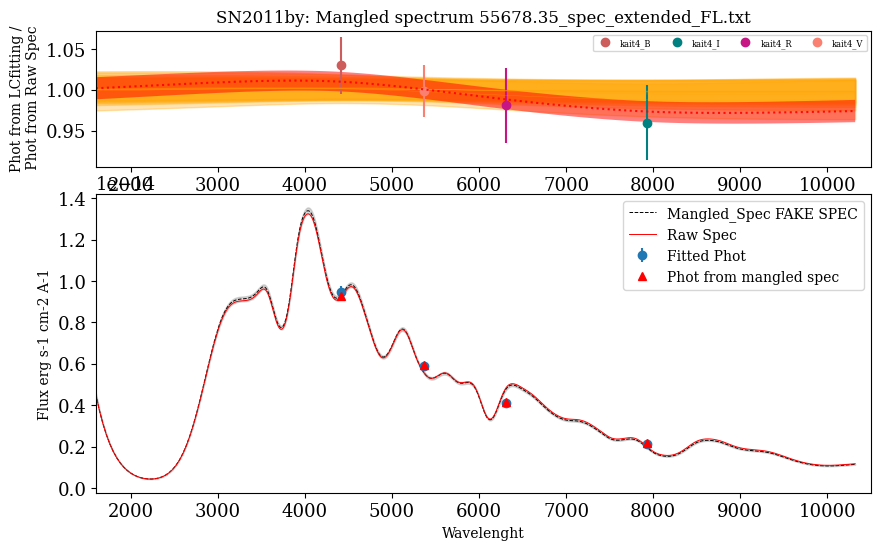 SN2011by: Mangled spectrum 55678.35_spec_extended_FL.txt
Phot from LCfitting /
Phot from Raw Spec
1.05
1.00
0.95
kait4_B
kait4_I
kait4_R
kait4_V
2000 3000 4000 5000 6000 7000 8000 9000 10000
1e-14
Flux erg s-1 cm-2 A-1
1.4
1.2
1.0
0.8
0.6
0.4
0.2
0.0
Mangled_Spec FAKE SPEC
Raw Spec
Fitted Phot
Phot from mangled spec
2000 3000 4000 5000 6000 7000 8000 9000 10000
Wavelenght